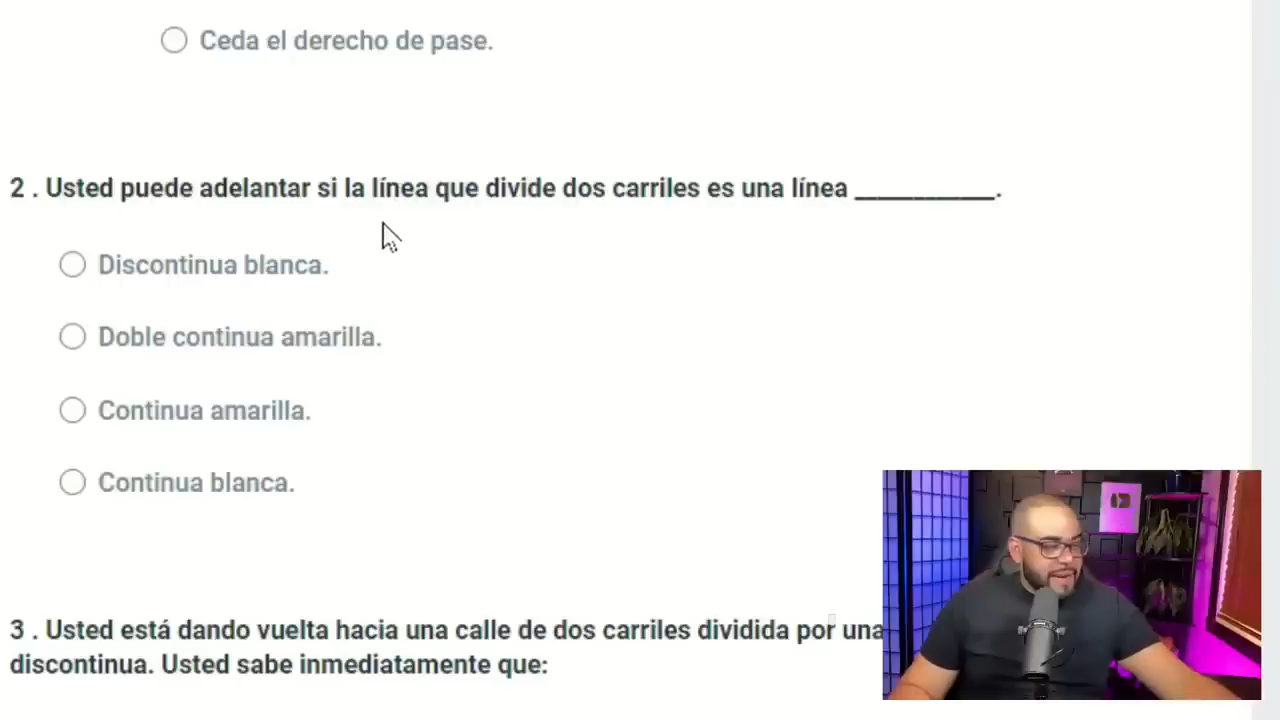 Ceda el derecho de pase.
2 . Usted puede adelantar si la línea que divide dos carriles es una línea ___________.
Discontinua blanca.
Doble continua amarilla.
Continua amarilla.
Continua blanca.
3 . Usted está dando vuelta hacia una calle de dos carriles dividida por una
discontinua. Usted sabe inmediatamente que: